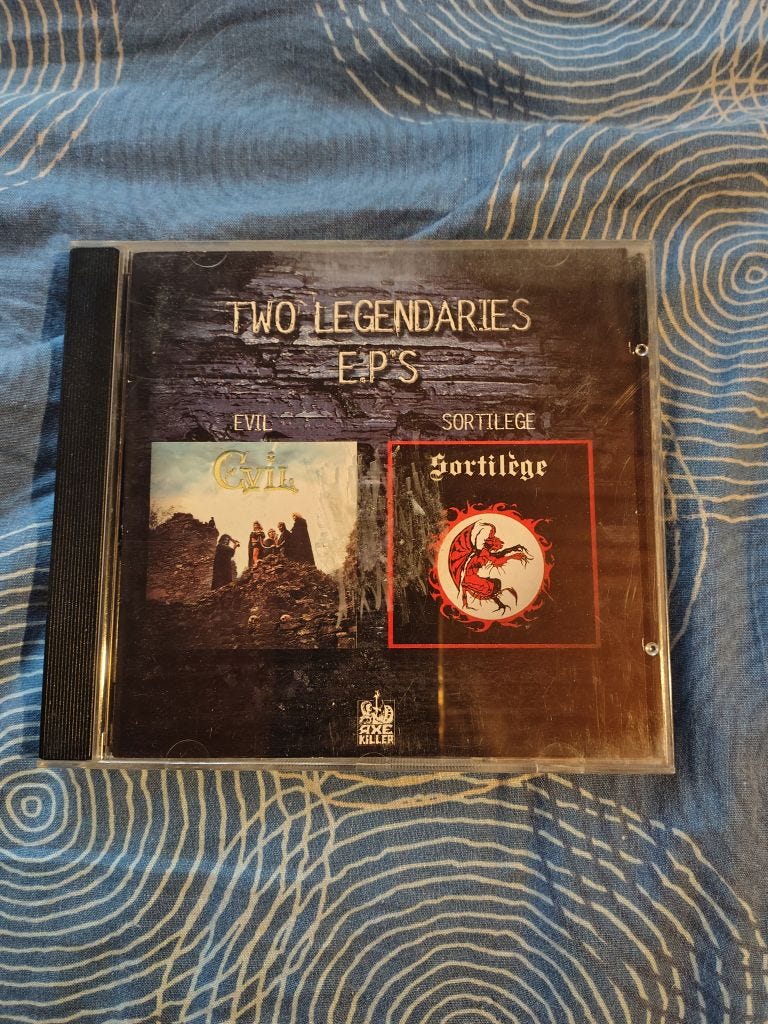 TWO LEGENDARIES
E.P'S
EVIL
SORTILEGE
Evil
Sortilège
AXE
KILLER